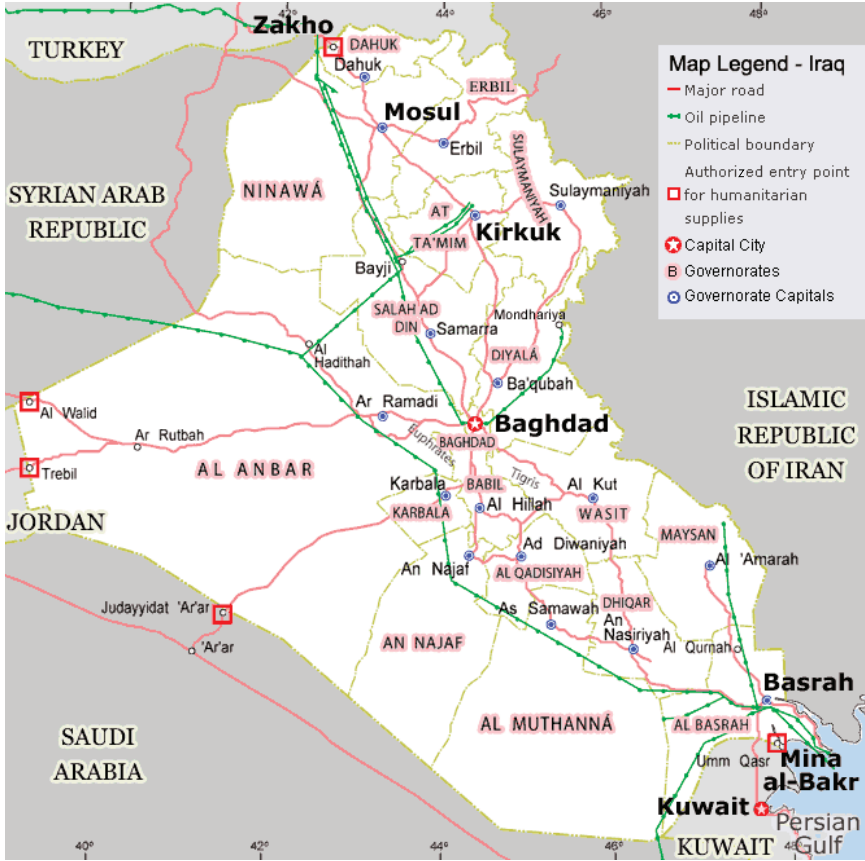 42
44
46
48
Zakho
DAHUK
Dahuk
TURKEY
ERBIL
Mosul
Erbil
SULAYMANIYAH
Sulaymaniyah
NINAWÁ
SYRIAN ARAB
REPUBLIC
AT
TA'MIM
Kirkuk
Bayji
SALAH AD
DIN
Samarra
Mondhariya
DIYALÁ
Ba'qubah
Al
Hadithah
Ar Ramadi
Baghdad
BAGHDAD
Al Walid
Ar Rutbah
Trebil
AL ANBAR
Euphrates
Tigris
JORDAN
Karbala
KARBALA
BABIL
Al Hillah
Al Kut
WASIT
ISLAMIC
REPUBLIC
OF IRAN
MAYSAN
Al 'Amarah
An Najaf
Ad Diwaniyah
AL QADISIYAH
Judayyidat 'Ar'ar
'Ar'ar
As Samawah
DHIQAR
An
Nasiriyah
AN NAJAF
Al Qurnah
Basrah
AL MUTHANNÁ
AL BASRAH
SAUDI
ARABIA
Umm Qasr
Mina
al-Bakr
Kuwait
Persian
Gulf
KUWAIT
40
42
44
46
48
Map Legend - Iraq
Major road
Oil pipeline
Political boundary
Authorized entry point
for humanitarian
supplies
Capital City
B Governorates
Governorate Capitals